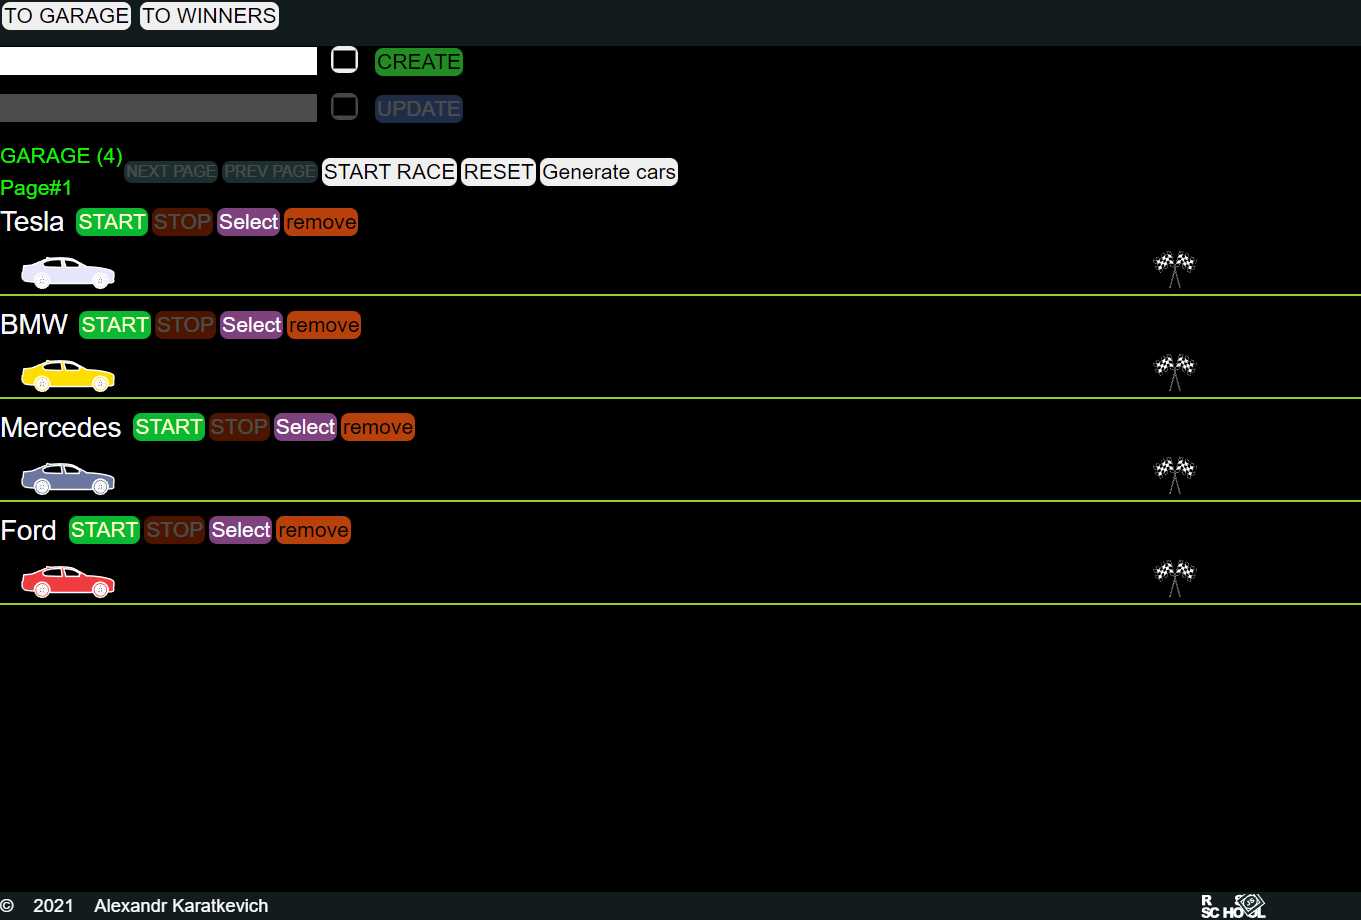 TO GARAGE TO WINNERS
CREATE
UPDATE
GARAGE (4)
Page#1
NEXT PAGE PREV PAGE START RACE RESET Generate cars
Tesla START STOP Select remove
BMW START STOP Select remove
Mercedes START STOP Select remove
Ford START STOP Select remove
© 2021 Alexandr Karatkevich